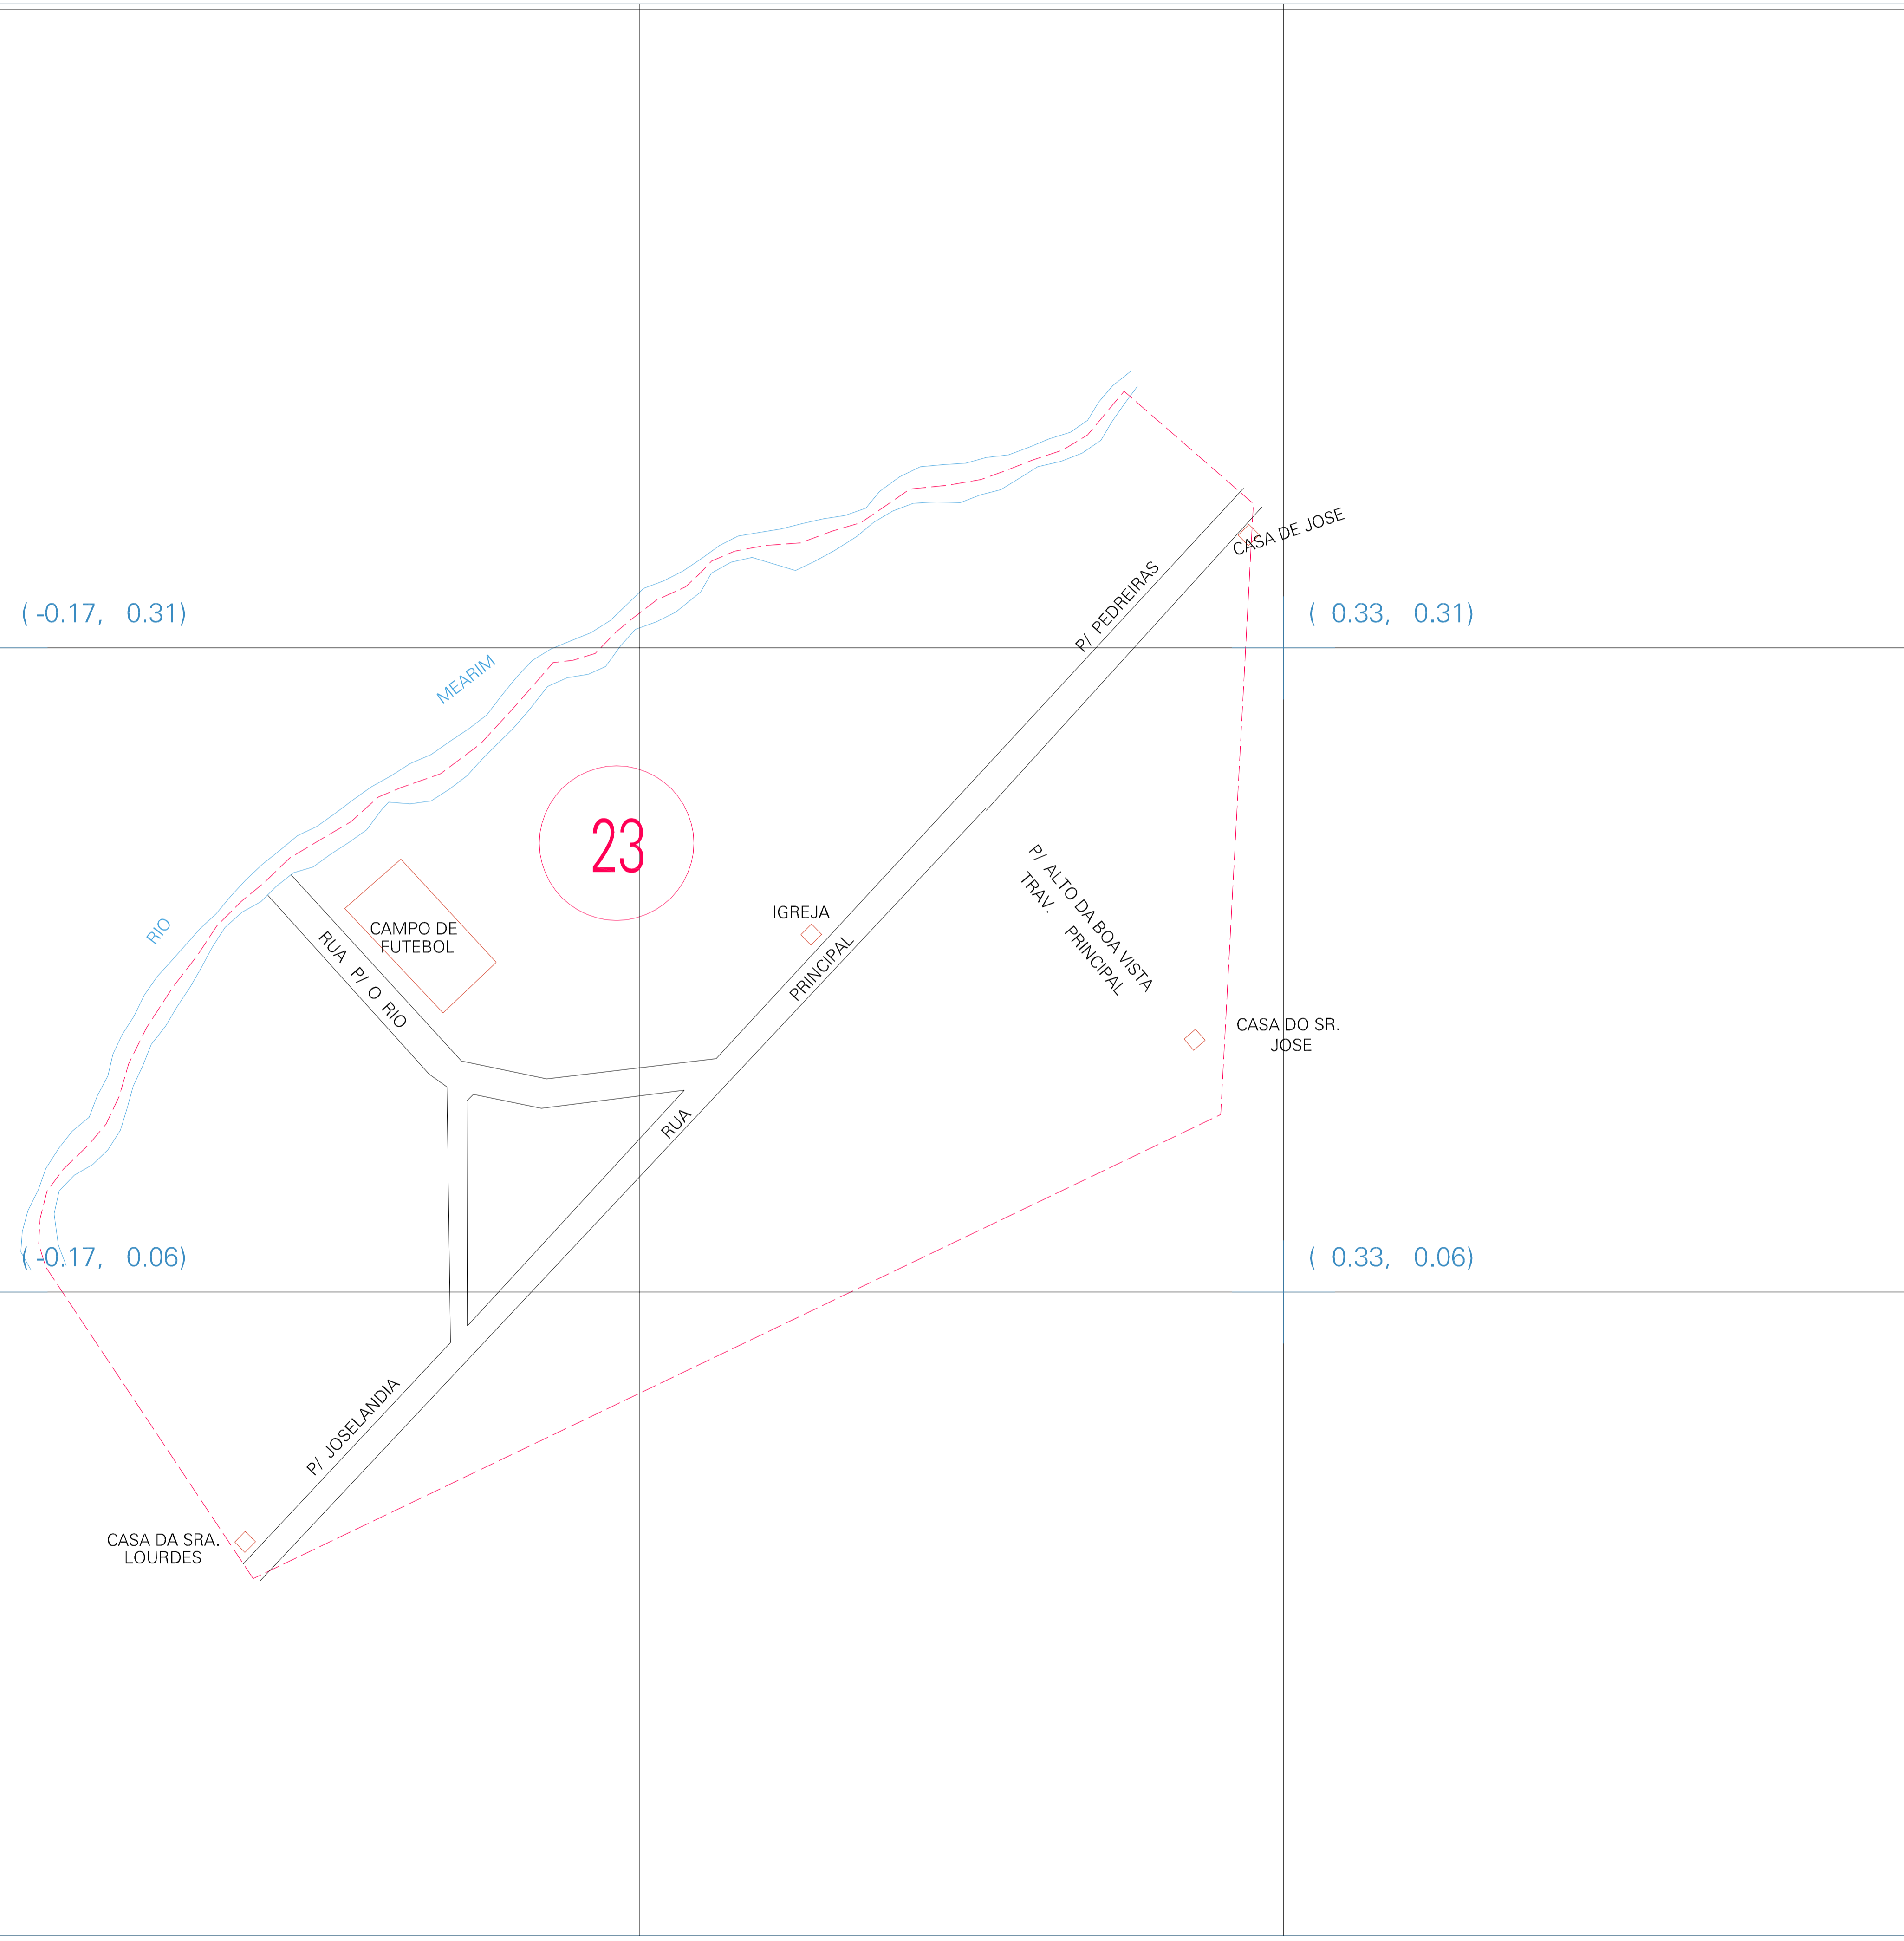 CASA DE JOSE
P/ PEDREIRAS
( -0.17, 0.31)
( 0.33, 0.31)
MEARIM
23
P/ ALTO DA BOA VISTA
TRAV. PRINCIPAL
IGREJA
CAMPO DE
FUTEBOL
RIO
RUA P/ O RIO
PRINCIPAL
CASA DO SR.
JOSE
RUA
( -0.17, 0.06)
( 0.33, 0.06)
P/ JOSELANDIA
CASA DA SRA.
LOURDES